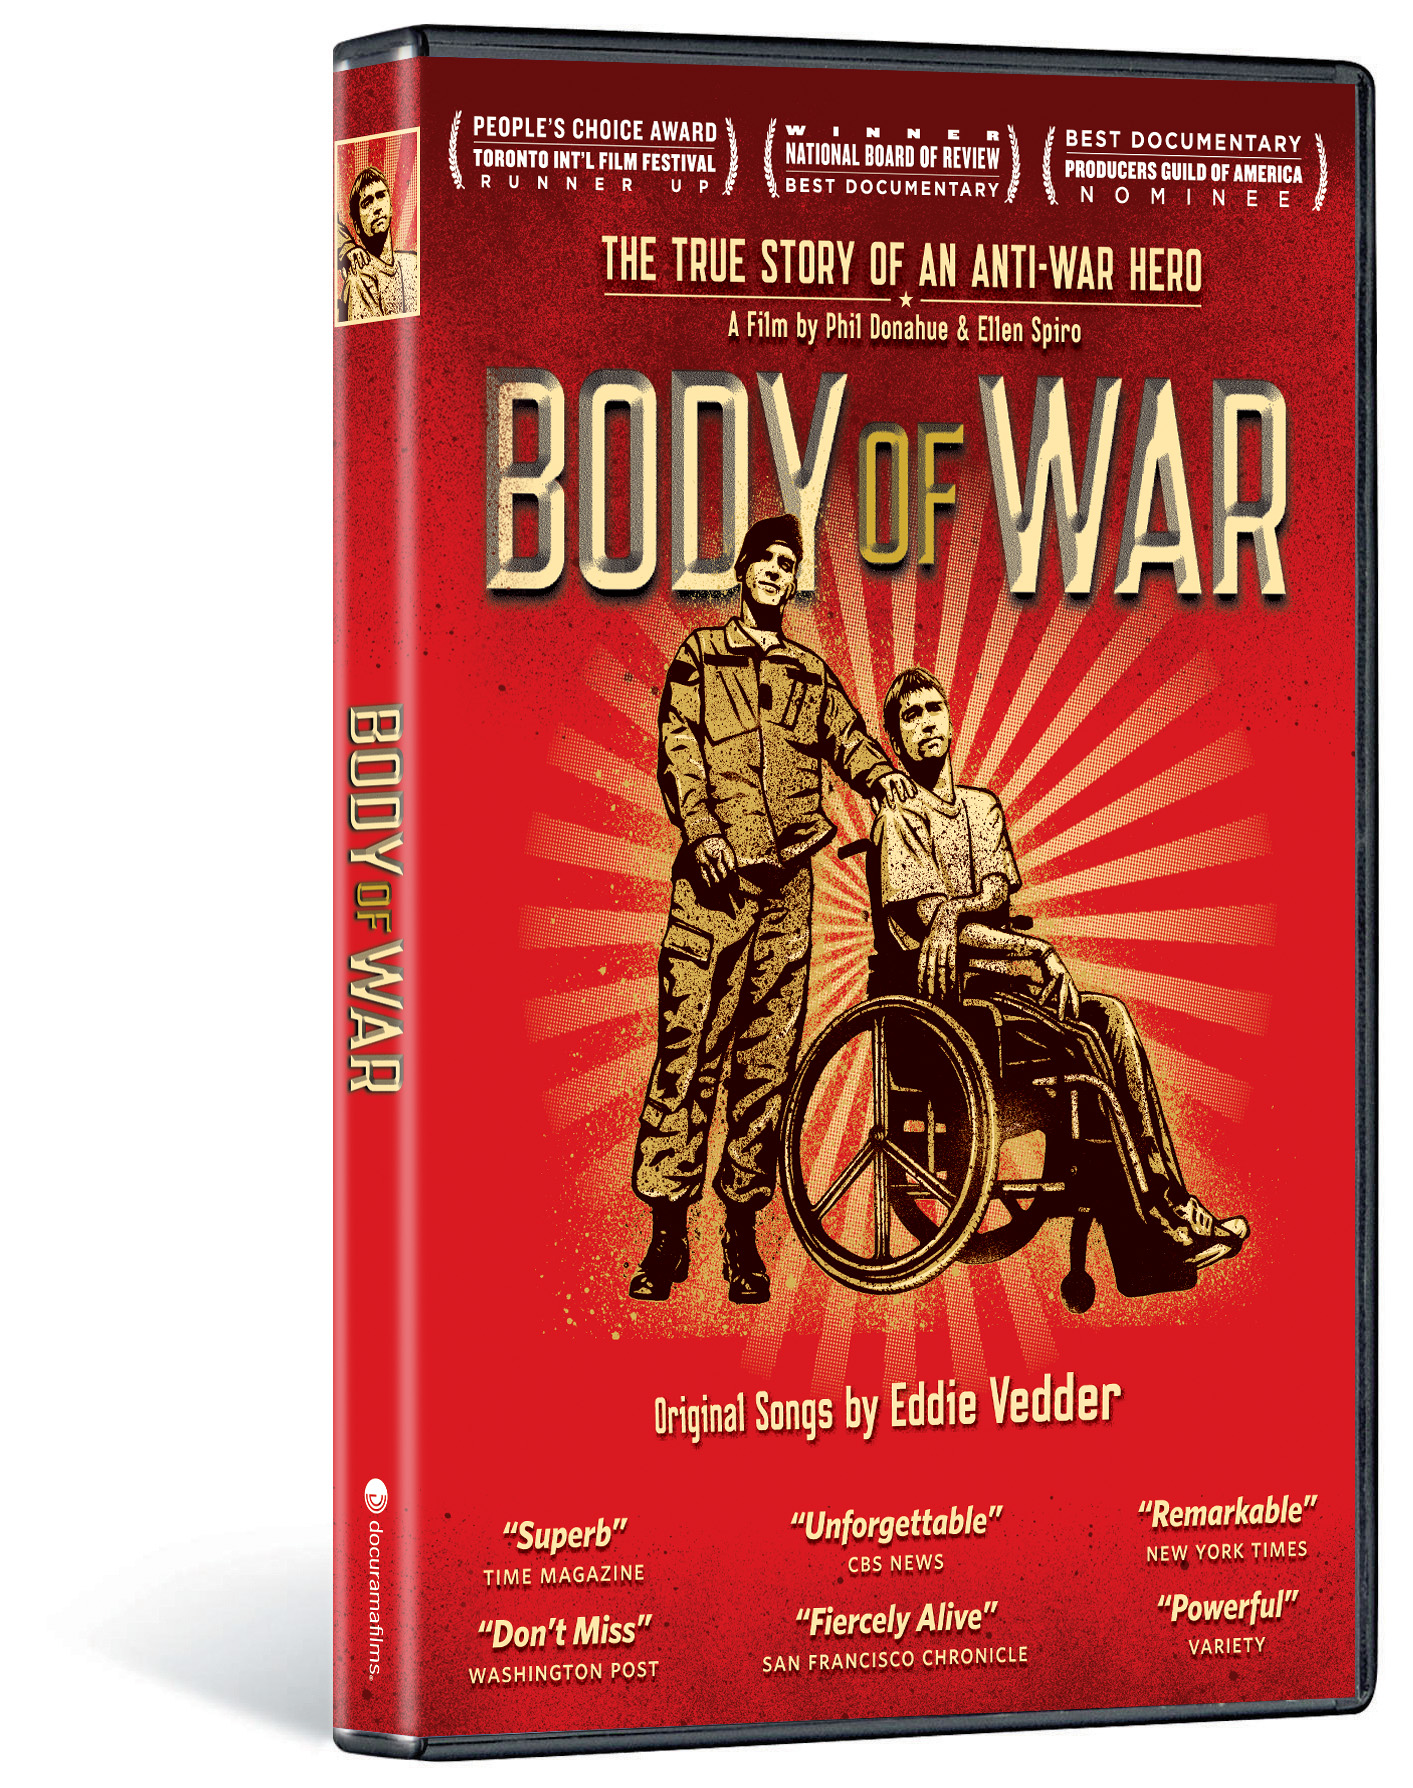 PEOPLE'S CHOICE AWARD
TORONTO INT'L FILM FESTIVAL
RUNNER UP
WINNER
NATIONAL BOARD OF REVIEW
BEST DOCUMENTARY
BEST DOCUMENTARY
PRODUCERS GUILD OF AMERICA
NOMINEE
THE TRUE STORY OF AN ANTI-WAR HERO
A Film by Phil Donahue & Ellen Spiro
BODY OF WAR
Original Songs by Eddie Vedder
“Superb”
TIME MAGAZINE
“Unforgettable”
CBS NEWS
“Remarkable”
NEW YORK TIMES
“Don't Miss”
WASHINGTON POST
“Fiercely Alive”
SAN FRANCISCO CHRONICLE
“Powerful”
VARIETY
BODY OF WAR
docuramafilms®